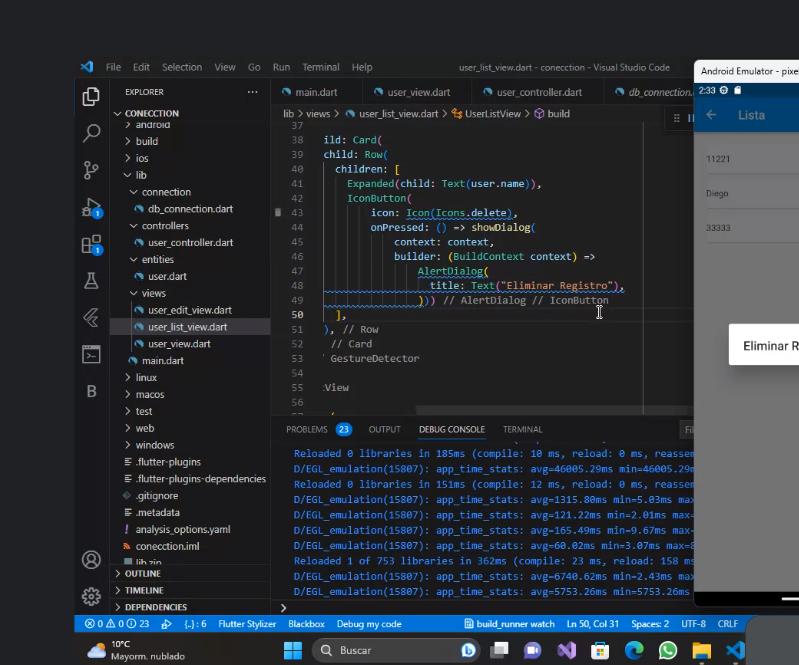 File Edit Selection View Go Run Terminal Help
user_list_view.dart - conecction - Visual Studio Code
EXPLORER
CONECCTION
android
build
ios
lib
connection
db_connection.dart
controllers
user_controller.dart
entities
user.dart
views
user_edit_view.dart
user_list_view.dart
user_view.dart
main.dart
linux
macos
test
web
windows
.flutter-plugins
.flutter-plugins-dependencies
.gitignore
.metadata
analysis_options.yaml
conecction.iml
lib.zip
OUTLINE
TIMELINE
DEPENDENCIES
main.dart user_view.dart user_controller.dart db_connection.
lib > views > user_list_view.dart > UserListView > build
37
38 ild: Card(
39 child: Row(
40 children: [
41 Expanded(child: Text(user.name)),
42 IconButton(
43 icon: Icon(Icons.delete),
44 onPressed: () => showDialog(
45 context: context,
46 builder: (BuildContext context) =>
47 AlertDialog(
48 title: Text("Eliminar Registro"),
49 ))) // AlertDialog // IconButton
50 ],
51 ), // Row
52 // Card
53 GestureDetector
54
55 :View
56
PROBLEMS 23 OUTPUT DEBUG CONSOLE TERMINAL
Reloaded 0 libraries in 185ms (compile: 10 ms, reload: 0 ms, reassem
D/EGL_emulation(15807): app_time_stats: avg=46005.29ms min=46005.29m
Reloaded 0 libraries in 151ms (compile: 12 ms, reload: 0 ms, reassem
D/EGL_emulation(15807): app_time_stats: avg=1315.80ms min=5.03ms max
D/EGL_emulation(15807): app_time_stats: avg=121.22ms min=2.01ms max=
D/EGL_emulation(15807): app_time_stats: avg=165.49ms min=9.67ms max=
D/EGL_emulation(15807): app_time_stats: avg=60.02ms min=3.07ms max=8
Reloaded 1 of 753 libraries in 362ms (compile: 23 ms, reload: 158 ms
D/EGL_emulation(15807): app_time_stats: avg=6740.62ms min=2.43ms max
D/EGL_emulation(15807): app_time_stats: avg=5753.26ms min=5753.26ms
0 0 23 {..} : 6 Flutter Stylizer Blackbox Debug my code build_runner watch Ln 50, Col 31 Spaces: 2 UTF-8 CRLF
Android Emulator - pixe
2:33
Lista
11221
Diego
33333
Eliminar R
10°C
Mayorm. nublado
Buscar